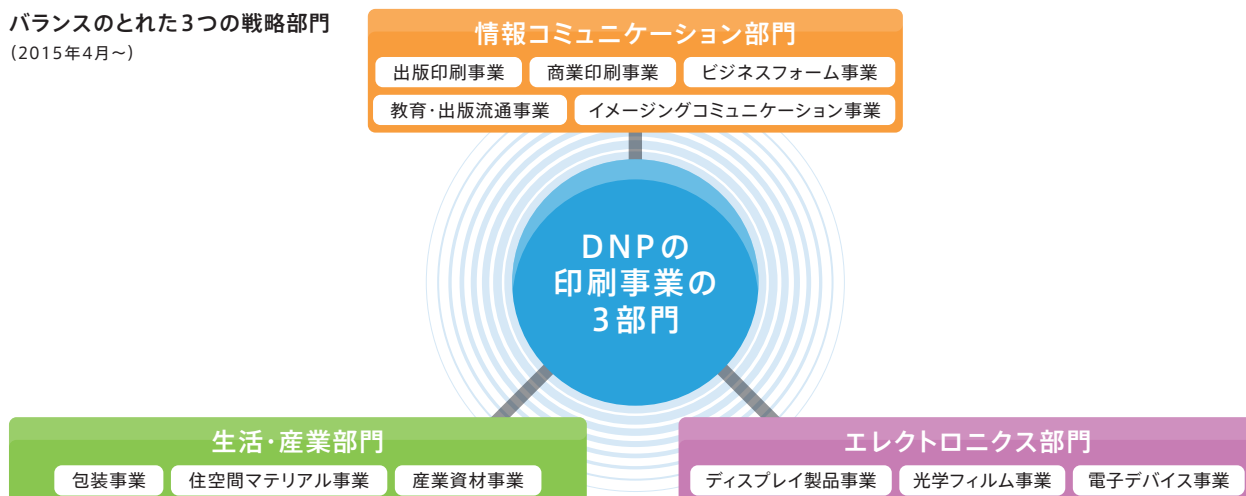 バランスのとれた3つの戦略部門
(2015年4月～)
情報コミュニケーション部門
出版印刷事業
商業印刷事業
ビジネスフォーム事業
教育・出版流通事業
イメージングコミュニケーション事業
DNPの
印刷事業の
3部門
生活・産業部門
包装事業
住空間マテリアル事業
産業資材事業
エレクトロニクス部門
ディスプレイ製品事業
光学フィルム事業
電子デバイス事業